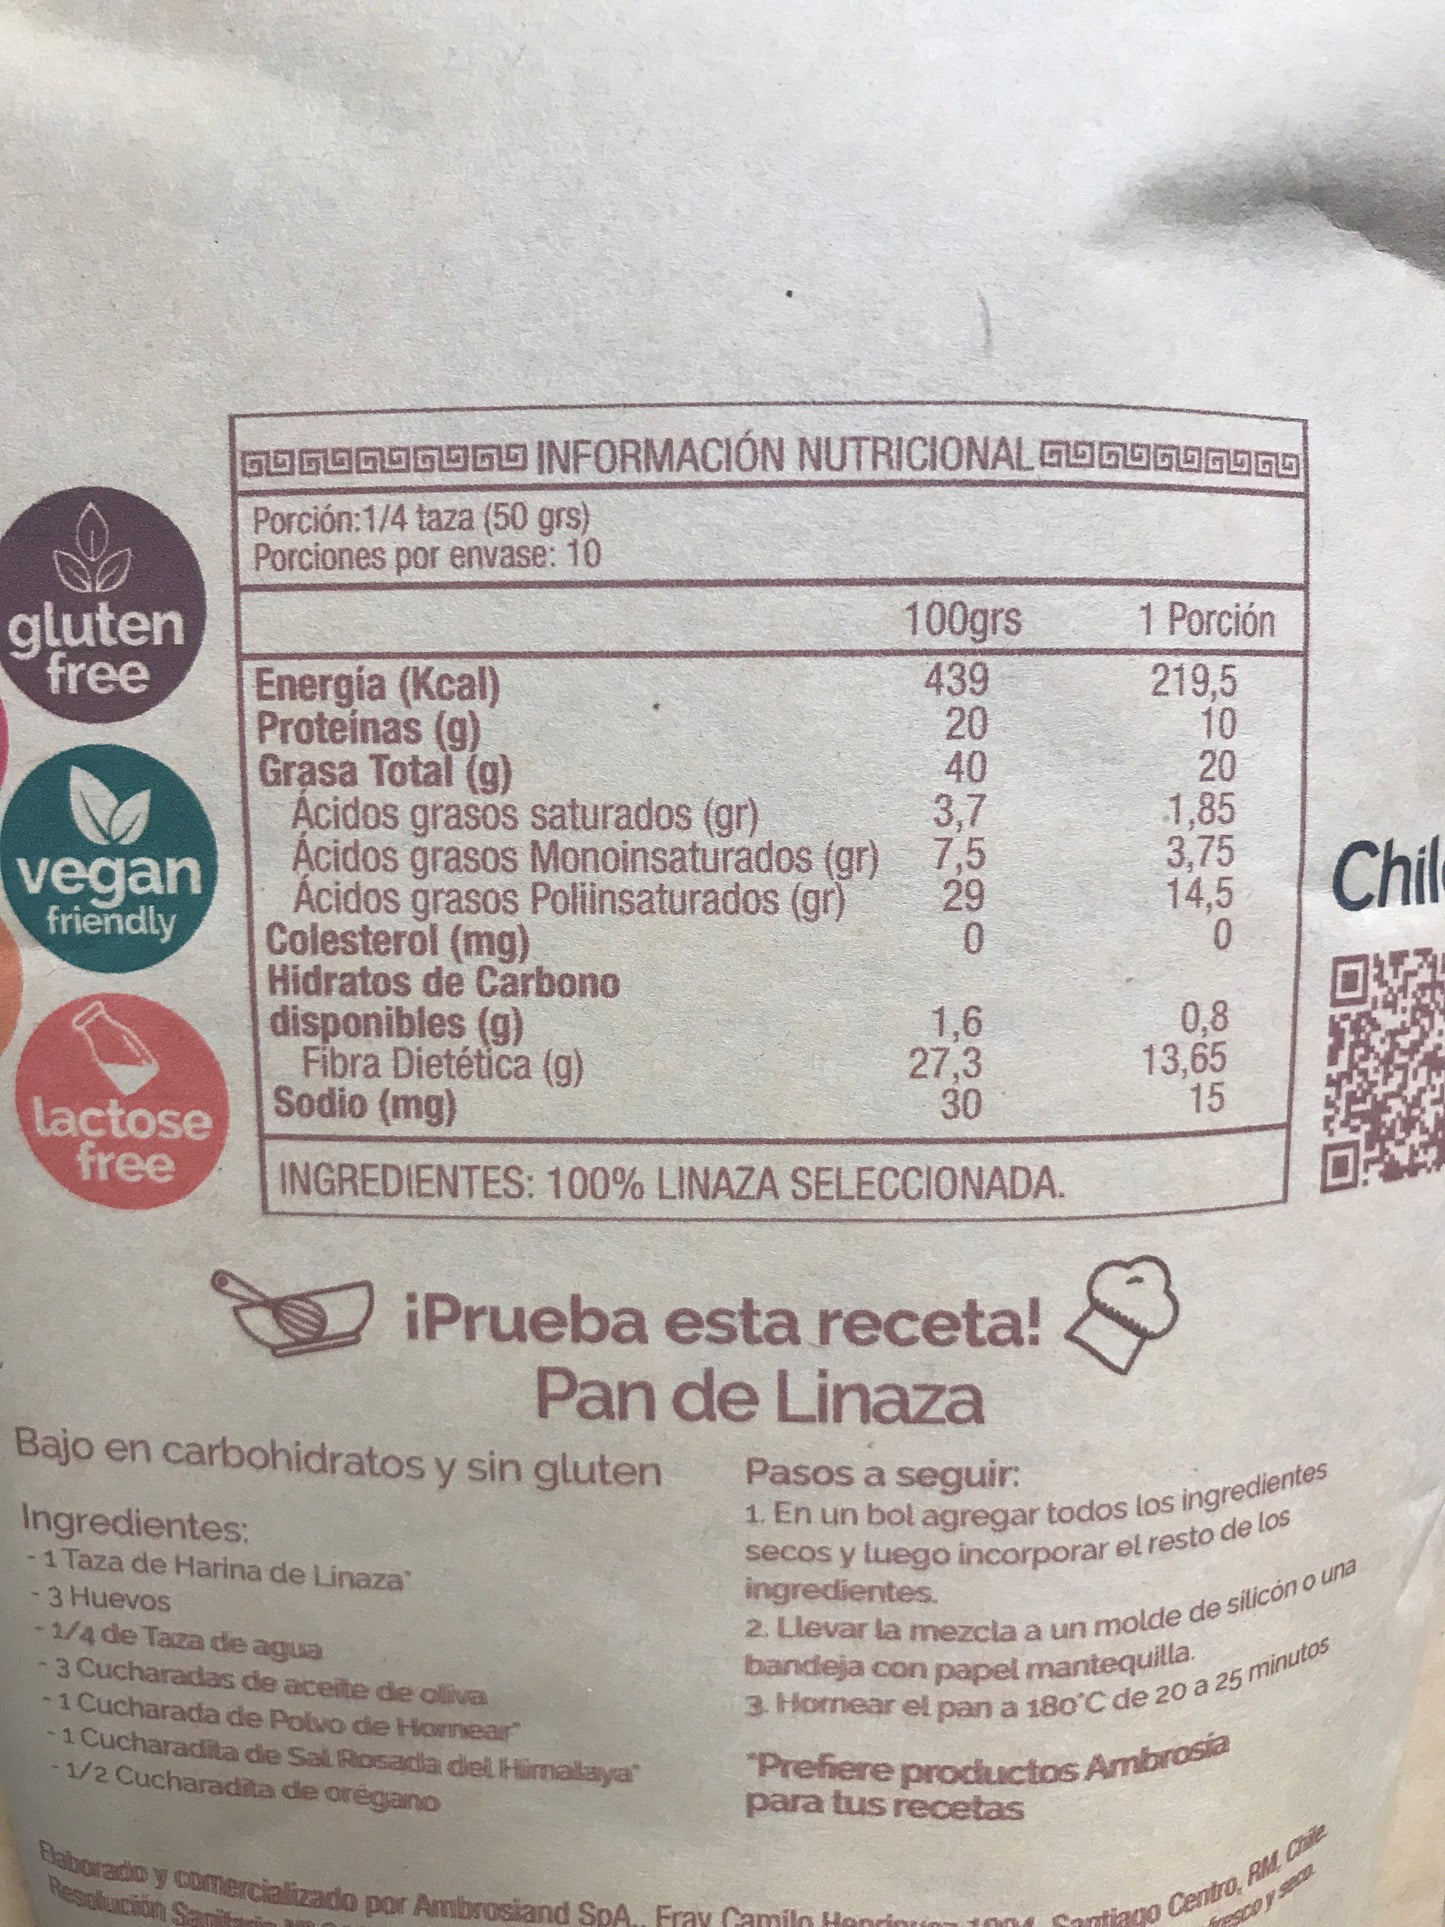 INFORMACIÓN NUTRICIONAL
Porción:1/4 taza (50 grs)
Porciones por envase: 10
100grs 1 Porción
Energía (Kcal) 439 219,5
Proteínas (g) 20 10
Grasa Total (g) 40 20
Ácidos grasos saturados (gr) 3,7 1,85
Ácidos grasos Monoinsaturados (gr) 7,5 3,75
Ácidos grasos Poliinsaturados (gr) 29 14,5
Colesterol (mg) 0 0
Hidratos de Carbono
disponibles (g) 1,6 0,8
Fibra Dietética (g) 27,3 13,65
Sodio (mg) 30 15
INGREDIENTES: 100% LINAZA SELECCIONADA.
gluten
free
vegan
friendly
lactose
free
¡Prueba esta receta!
Pan de Linaza
Bajo en carbohidratos y sin gluten
Ingredientes:
- 1 Taza de Harina de Linaza*
- 3 Huevos
- 1/4 de Taza de agua
- 3 Cucharadas de aceite de oliva
- 1 Cucharada de Polvo de Hornear*
- 1 Cucharadita de Sal Rosada del Himalaya*
- 1/2 Cucharadita de orégano
Pasos a seguir:
1. En un bol agregar todos los ingredientes
secos y luego incorporar el resto de los
ingredientes.
2. Llevar la mezcla a un molde de silicón o una
bandeja con papel mantequilla.
3. Hornear el pan a 180°C de 20 a 25 minutos
*Prefiere productos Ambrosía
para tus recetas
Elaborado y comercializado por Ambrosiand SpA., Fray Camilo Santiago Centro, RM, Chile.
Resolución y seco.